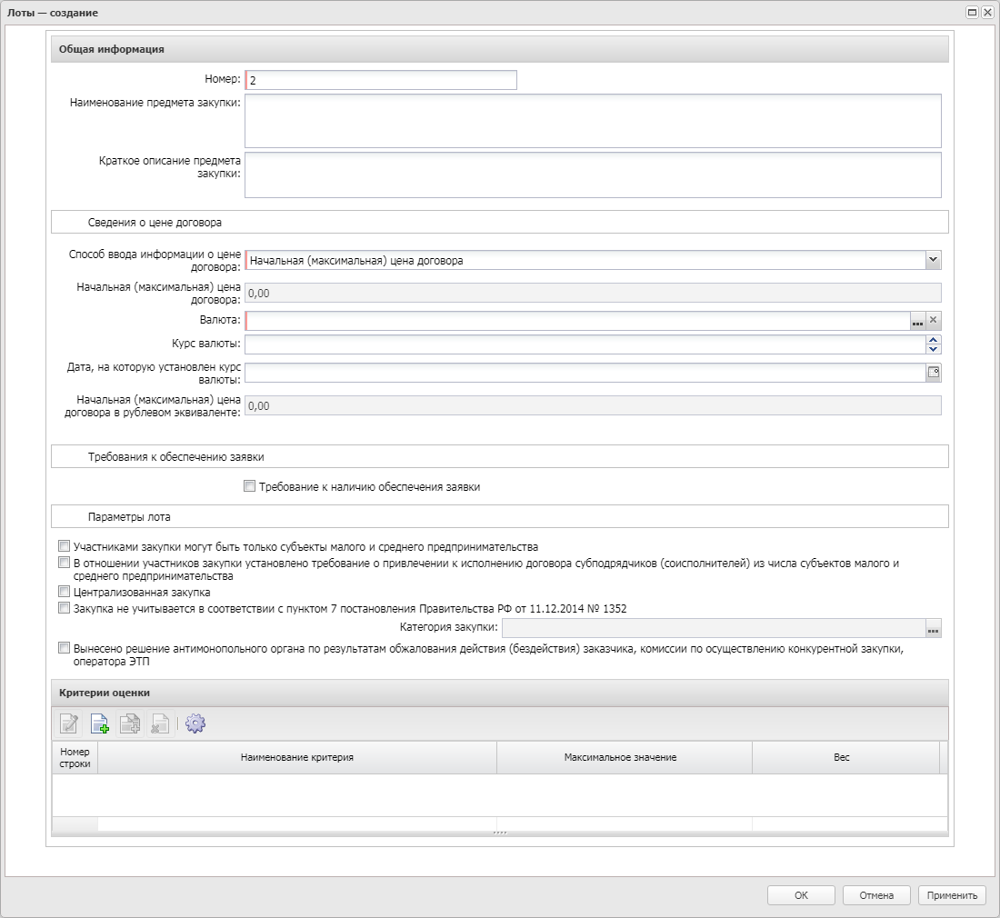 Лоты — создание
Общая информация
Номер:
2
Наименование предмета закупки:
Краткое описание предмета
закупки:
Сведения о цене договора
Способ ввода информации о цене
договора:
Начальная (максимальная) цена договора
Начальная (максимальная) цена
договора:
0,00
Валюта:
Курс валюты:
Дата, на которую установлен курс
валюты:
Начальная (максимальная) цена
договора в рублевом эквиваленте:
0,00
Требования к обеспечению заявки
Требование к наличию обеспечения заявки
Параметры лота
Участниками закупки могут быть только субъекты малого и среднего предпринимательства
В отношении участников закупки установлено требование о привлечении к исполнению договора субподрядчиков (соисполнителей) из числа субъектов малого и
среднего предпринимательства
Централизованная закупка
Закупка не учитывается в соответствии с пунктом 7 постановления Правительства РФ от 11.12.2014 № 1352
Категория закупки:
Вынесено решение антимонопольного органа по результатам обжалования действия (бездействия) заказчика, комиссии по осуществлению конкурентной закупки,
оператора ЭТП
Критерии оценки
Номер
строки
Наименование критерия
Максимальное значение
Вес
ОК
Отмена
Применить